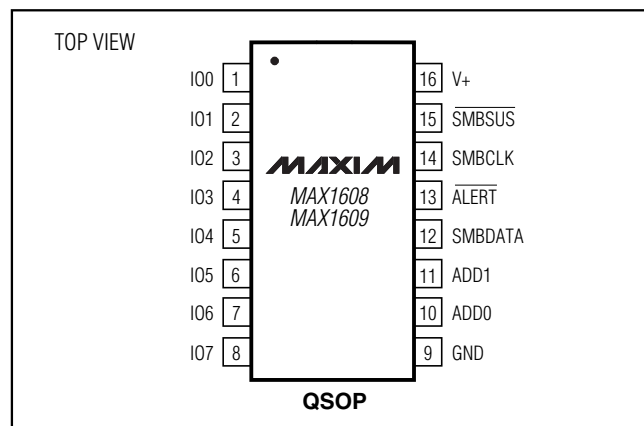 TOP VIEW
IO0 1
IO1 2
IO2 3
IO3 4
IO4 5
IO5 6
IO6 7
IO7 8
MAXIM
MAX1608
MAX1609
16 V+
15 SMBSUS
14 SMBCLK
13 ALERT
12 SMBDATA
11 ADD1
10 ADD0
9 GND
QSOP